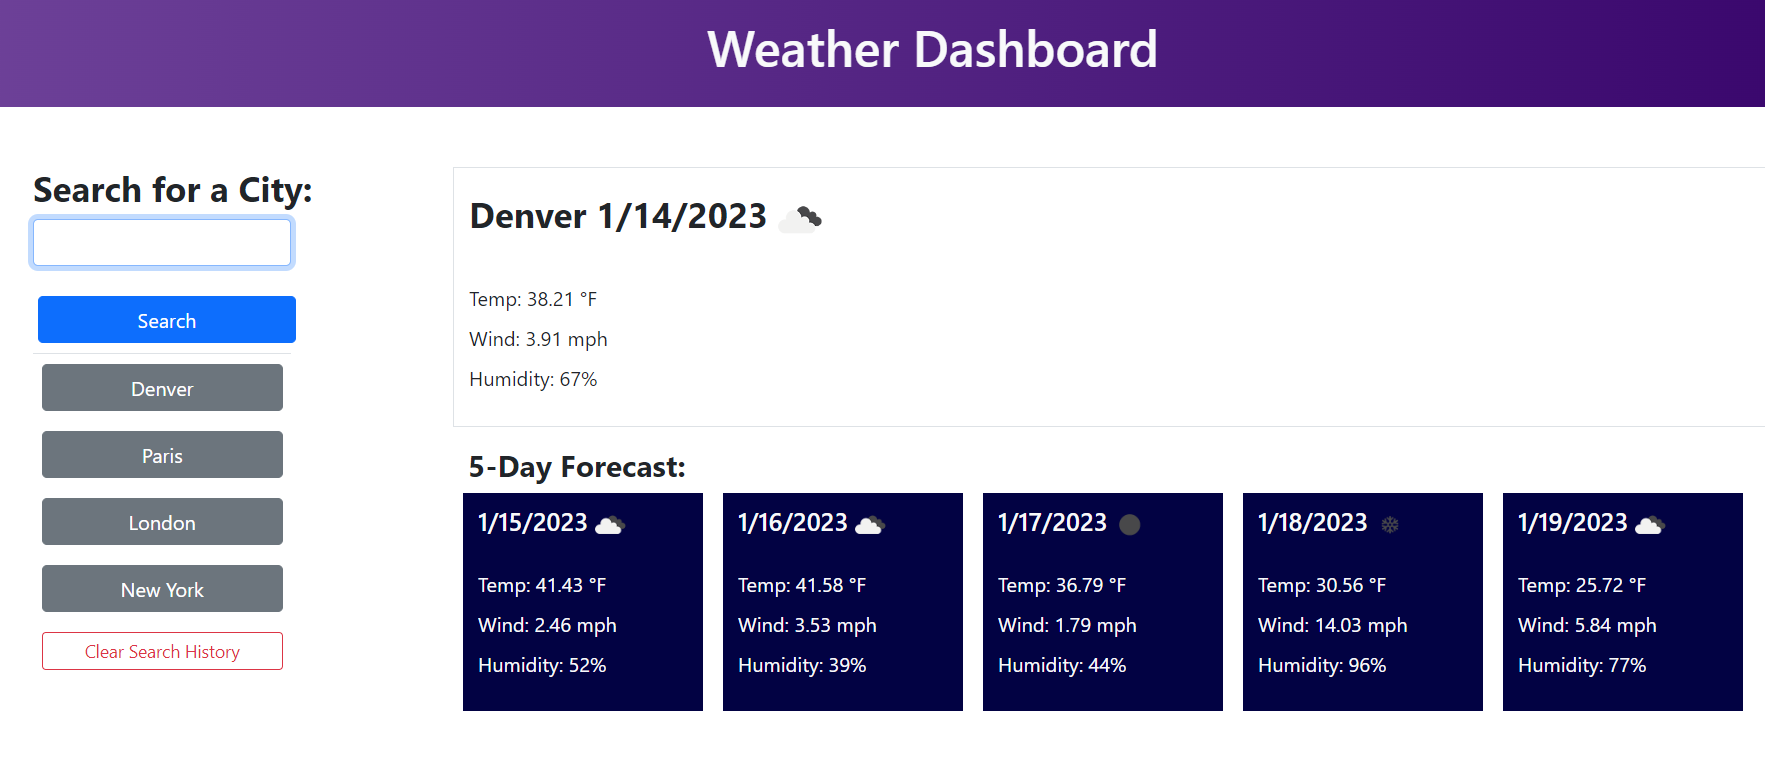 Weather Dashboard
Search for a City:
Search
Denver
Paris
London
New York
Clear Search History
Denver 1/14/2023
Temp: 38.21 °F
Wind: 3.91 mph
Humidity: 67%
5-Day Forecast:
1/15/2023
Temp: 41.43 °F
Wind: 2.46 mph
Humidity: 52%
1/16/2023
Temp: 41.58 °F
Wind: 3.53 mph
Humidity: 39%
1/17/2023
Temp: 36.79 °F
Wind: 1.79 mph
Humidity: 44%
1/18/2023
Temp: 30.56 °F
Wind: 14.03 mph
Humidity: 96%
1/19/2023
Temp: 25.72 °F
Wind: 5.84 mph
Humidity: 77%